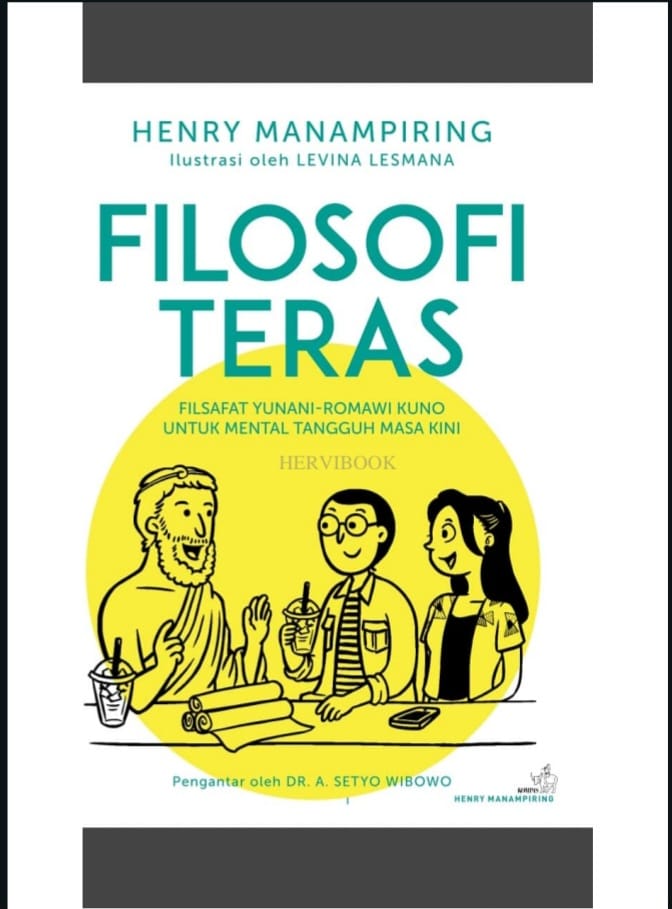 HENRY MANAMPIRING
Ilustrasi oleh LEVINA LESMANA
FILOSOFI
TERAS
FILSAFAT YUNANI-ROMAWI KUNO
UNTUK MENTAL TANGGUH MASA KINI
HERVIBOOK
Pengantar oleh DR. A. SETYO WIBOWO
KOMPAS
HENRY MANAMPIRING